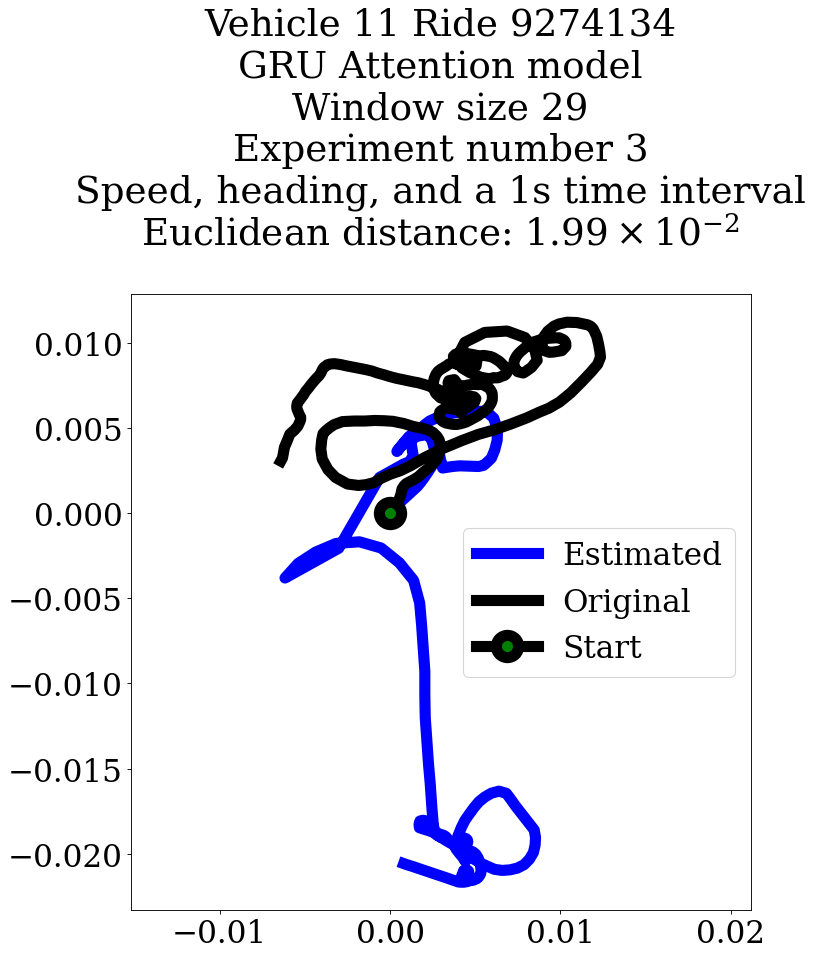 Vehicle 11 Ride 9274134
GRU Attention model
Window size 29
Experiment number 3
Speed, heading, and a 1s time interval
Euclidean distance: 1.99 × 10⁻²
0.010
0.005
0.000
−0.005
−0.010
−0.015
−0.020
Estimated
Original
Start
−0.01 0.00 0.01 0.02